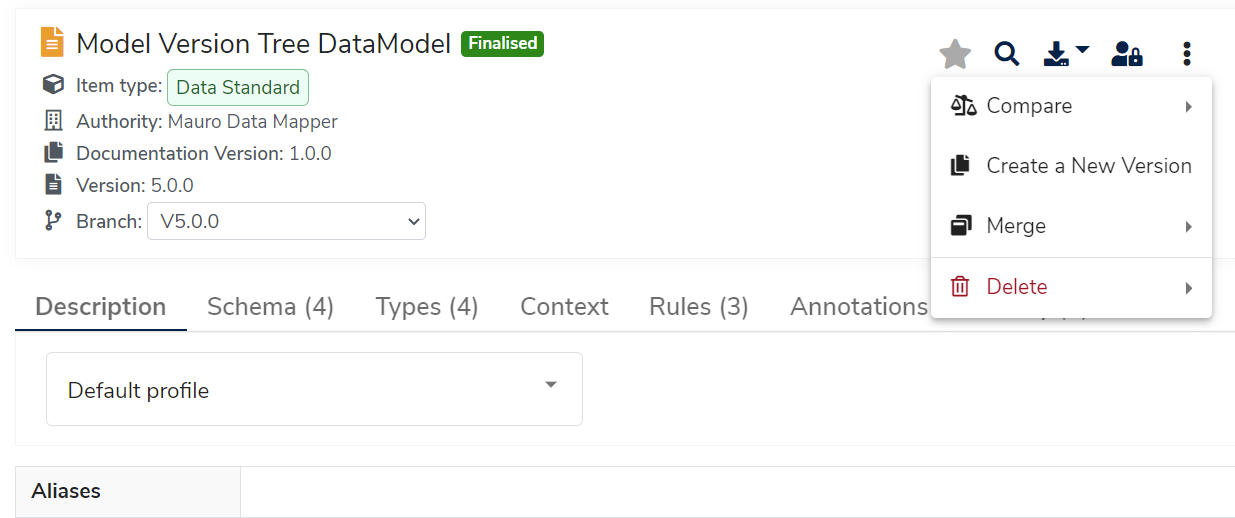 Model Version Tree DataModel Finalised
Item type: Data Standard
Authority: Mauro Data Mapper
Documentation Version: 1.0.0
Version: 5.0.0
Branch: V5.0.0
Compare
Create a New Version
Merge
Delete
Description Schema (4) Types (4) Context Rules (3) Annotations
Default profile
Aliases